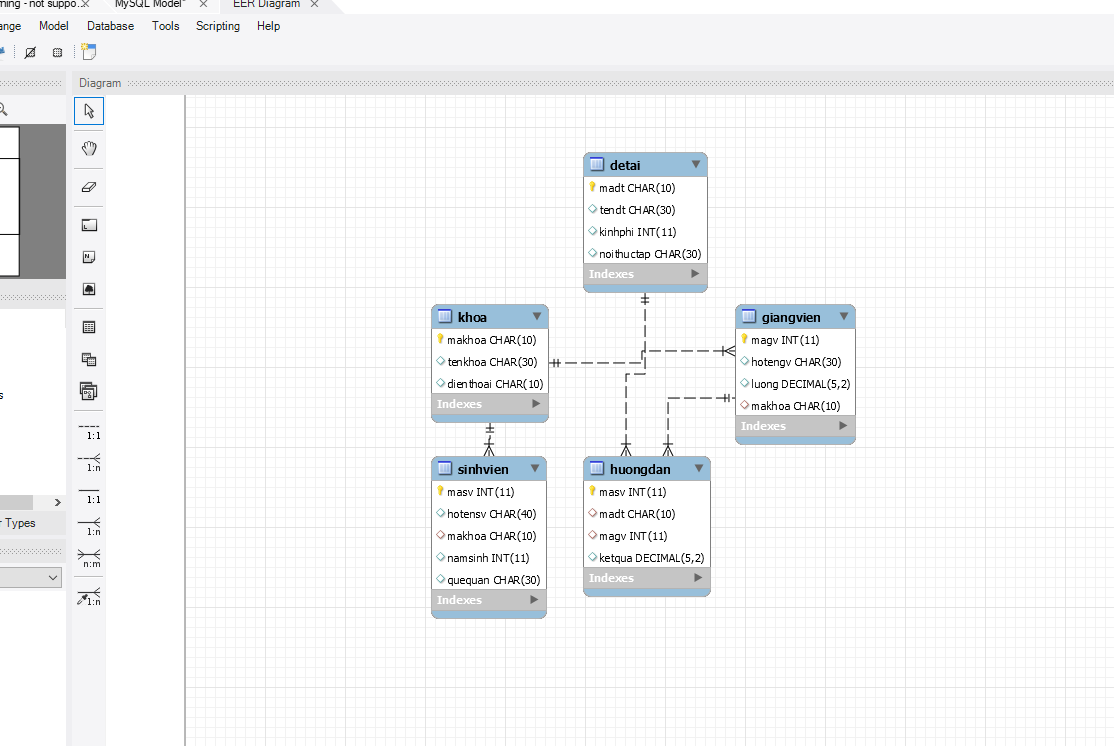 ming - not suppo...
MySQL Model*
EER Diagram
ange Model Database Tools Scripting Help
Diagram
detai
madt CHAR(10)
tendt CHAR(30)
kinhphi INT(11)
noithuctap CHAR(30)
Indexes
khoa
makhoa CHAR(10)
tenkhoa CHAR(30)
dienthoai CHAR(10)
Indexes
giangvien
magv INT(11)
hotengv CHAR(30)
luong DECIMAL(5,2)
makhoa CHAR(10)
Indexes
sinhvien
masv INT(11)
hotensv CHAR(40)
makhoa CHAR(10)
namsinh INT(11)
quequan CHAR(30)
Indexes
huongdan
masv INT(11)
madt CHAR(10)
magv INT(11)
ketqua DECIMAL(5,2)
Indexes
s
r Types
1:1
1:n
1:1
1:n
n:m
1:n